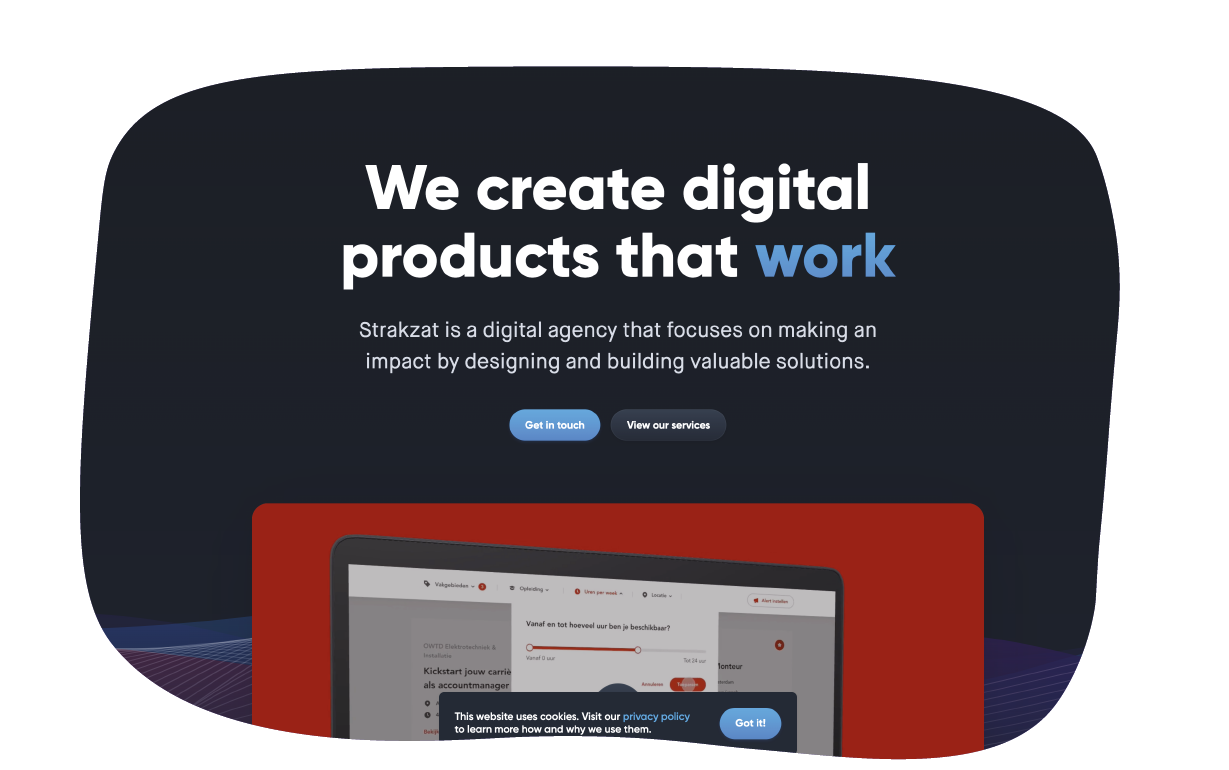 We create digital
products that work
Strakzat is a digital agency that focuses on making an
impact by designing and building valuable solutions.
Get in touch
View our services
Vakgebieden
Opleiding
Uren per week
Locatie
Alert instellen
Vanaf en tot hoeveel uur ben je beschikbaar?
Vanaf 0 uur
Tot 24 uur
Annuleren
OWTD Elektrotechniek &
Installatie
Kickstart jouw carriè
als accountmanager
Monteur
This website uses cookies. Visit our privacy policy
to learn more how and why we use them.
Got it!